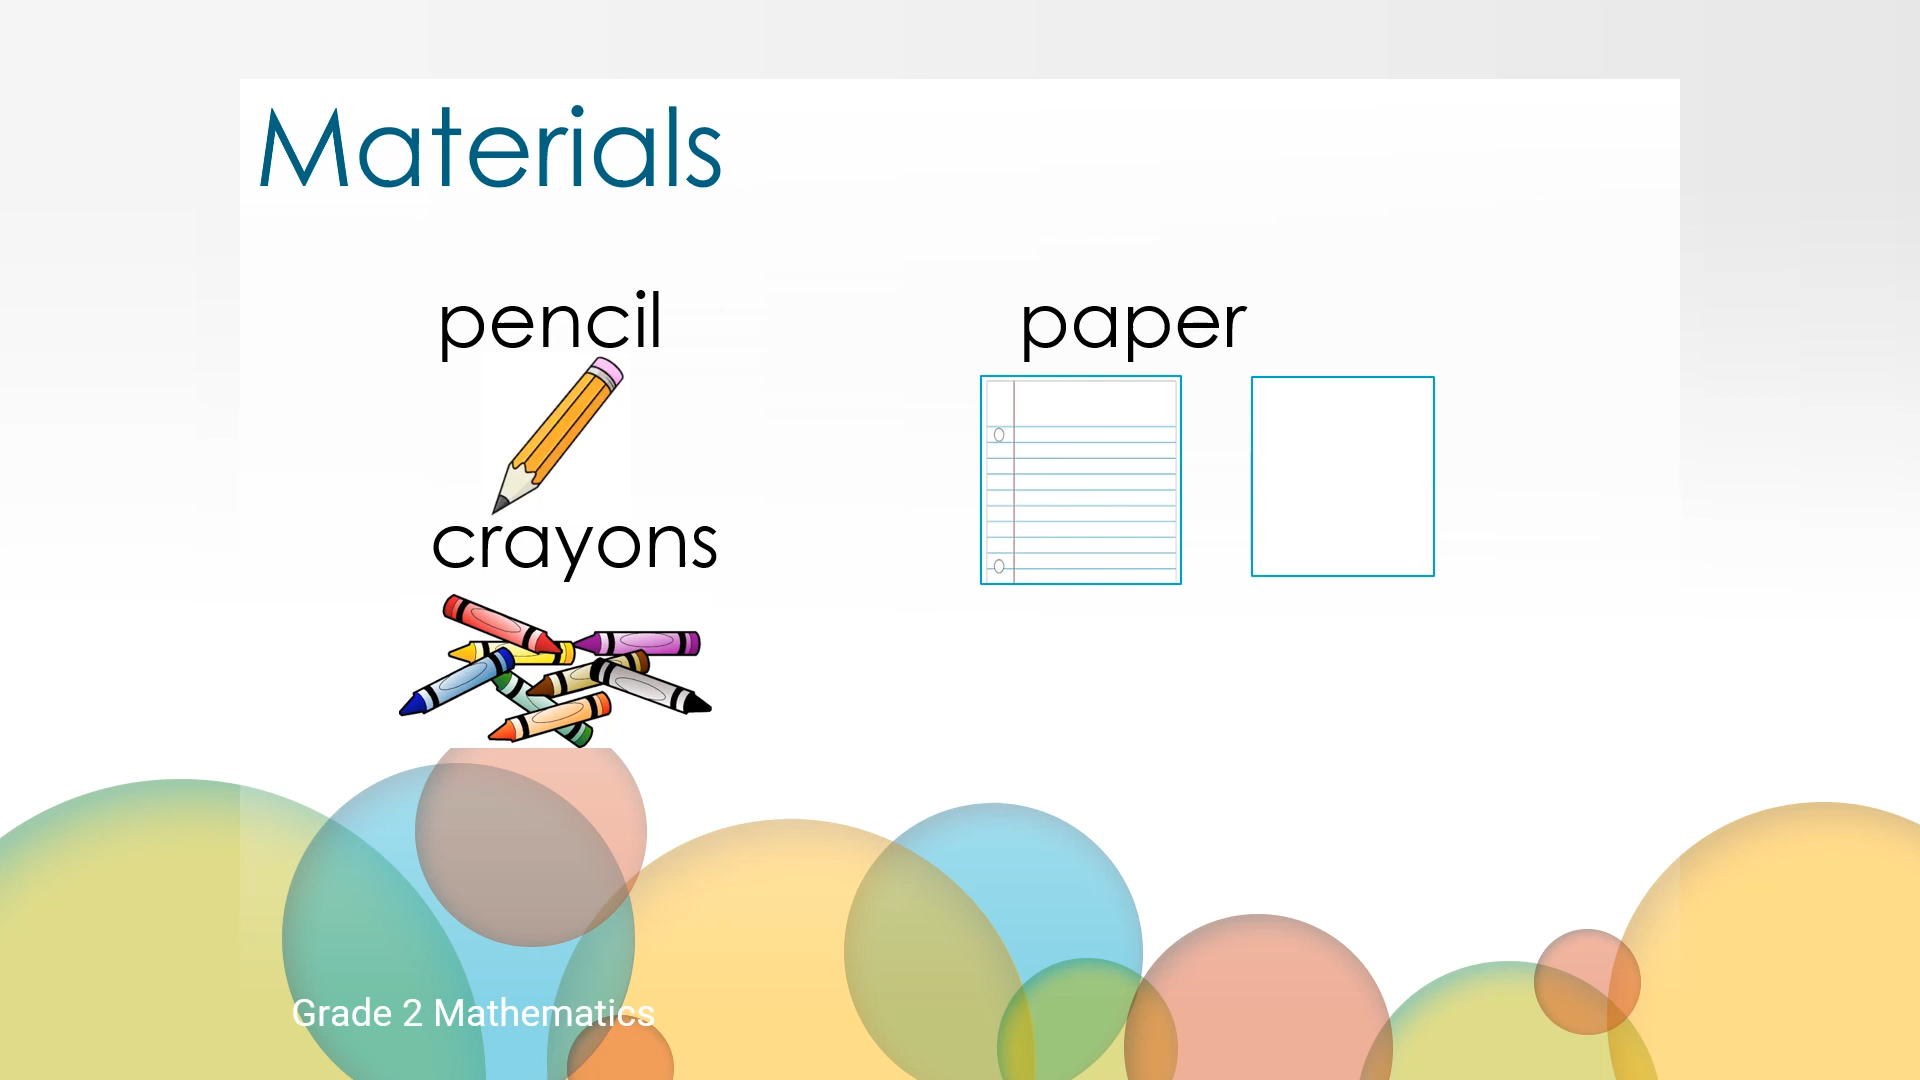 Materials
pencil
paper
crayons
Grade 2 Mathematics